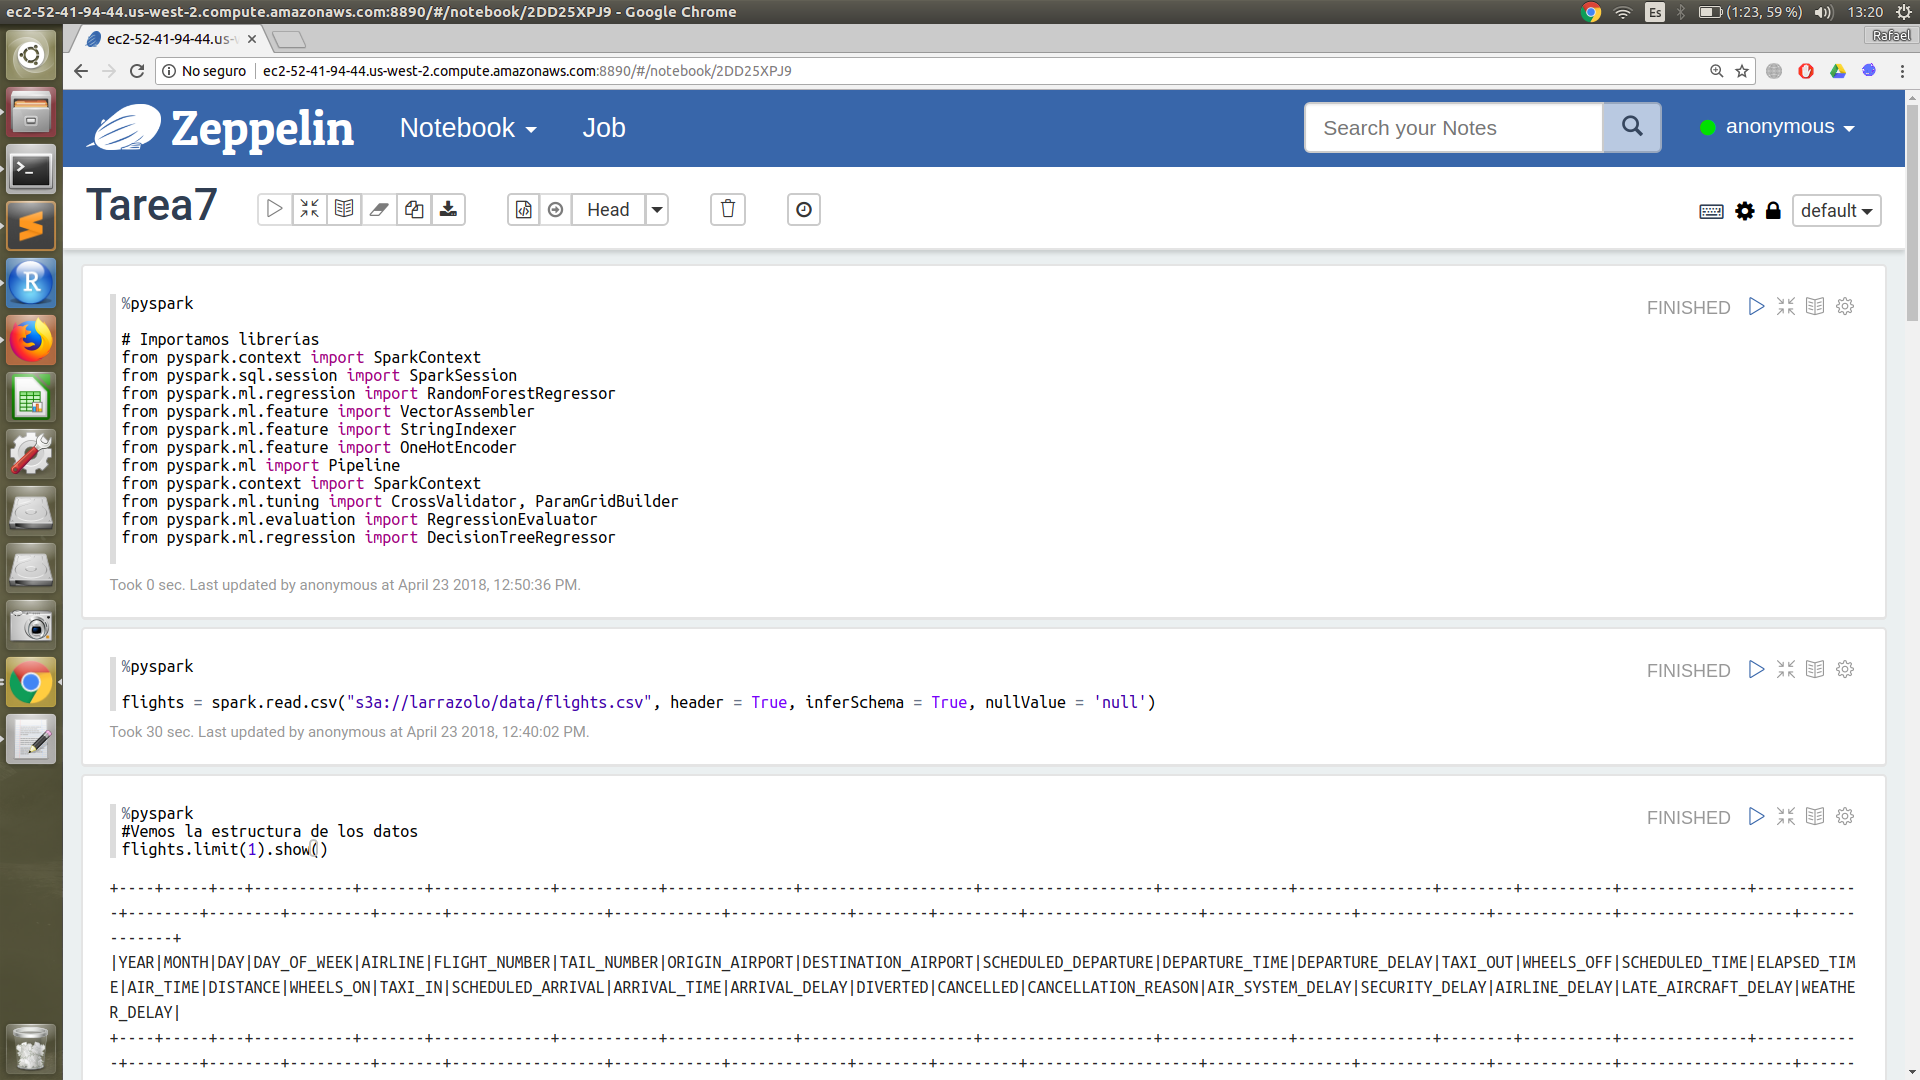 ec2-52-41-94-44.us-west-2.compute.amazonaws.com:8890/#/notebook/2DD25XPJ9 - Google Chrome
Es
(1:23, 59 %)
13:20
ec2-52-41-94-44.us-
Rafael
No seguro
ec2-52-41-94-44.us-west-2.compute.amazonaws.com:8890/#/notebook/2DD25XPJ9
Zeppelin
Notebook
Job
Search your Notes
anonymous
Tarea7
Head
default
%pyspark
FINISHED
# Importamos librerías
from pyspark.context import SparkContext
from pyspark.sql.session import SparkSession
from pyspark.ml.regression import RandomForestRegressor
from pyspark.ml.feature import VectorAssembler
from pyspark.ml.feature import StringIndexer
from pyspark.ml.feature import OneHotEncoder
from pyspark.ml import Pipeline
from pyspark.context import SparkContext
from pyspark.ml.tuning import CrossValidator, ParamGridBuilder
from pyspark.ml.evaluation import RegressionEvaluator
from pyspark.ml.regression import DecisionTreeRegressor
Took 0 sec. Last updated by anonymous at April 23 2018, 12:50:36 PM.
%pyspark
FINISHED
flights = spark.read.csv("s3a://larrazolo/data/flights.csv", header = True, inferSchema = True, nullValue = 'null')
Took 30 sec. Last updated by anonymous at April 23 2018, 12:40:02 PM.
%pyspark
FINISHED
#Vemos la estructura de los datos
flights.limit(1).show()
+----+-----+---+-----------+-------+-------------+-----------+--------------+-------------------+-------------------+--------------+--------------------+--------+----------+--------------+-----------
-+--------+--------+---------+-------+-----------------+------------+-------------+--------+---------+-------------------+----------------+--------------+-------------+-------------------+------
-------+
|YEAR|MONTH|DAY|DAY_OF_WEEK|AIRLINE|FLIGHT_NUMBER|TAIL_NUMBER|ORIGIN_AIRPORT|DESTINATION_AIRPORT|SCHEDULED_DEPARTURE|DEPARTURE_TIME|DEPARTURE_DELAY|TAXI_OUT|WHEELS_OFF|SCHEDULED_TIME|ELAPSED_TIM
E|AIR_TIME|DISTANCE|WHEELS_ON|TAXI_IN|SCHEDULED_ARRIVAL|ARRIVAL_TIME|ARRIVAL_DELAY|DIVERTED|CANCELLED|CANCELLATION_REASON|AIR_SYSTEM_DELAY|SECURITY_DELAY|AIRLINE_DELAY|LATE_AIRCRAFT_DELAY|WEATHE
R_DELAY|
+----+-----+---+-----------+-------+-------------+-----------+--------------+-------------------+-------------------+--------------+---------------+--------+----------+--------------+-----------
-+--------+--------+---------+-------+-----------------+------------+-------------+--------+---------+-------------------+----------------+--------------+-------------+-------------------+------